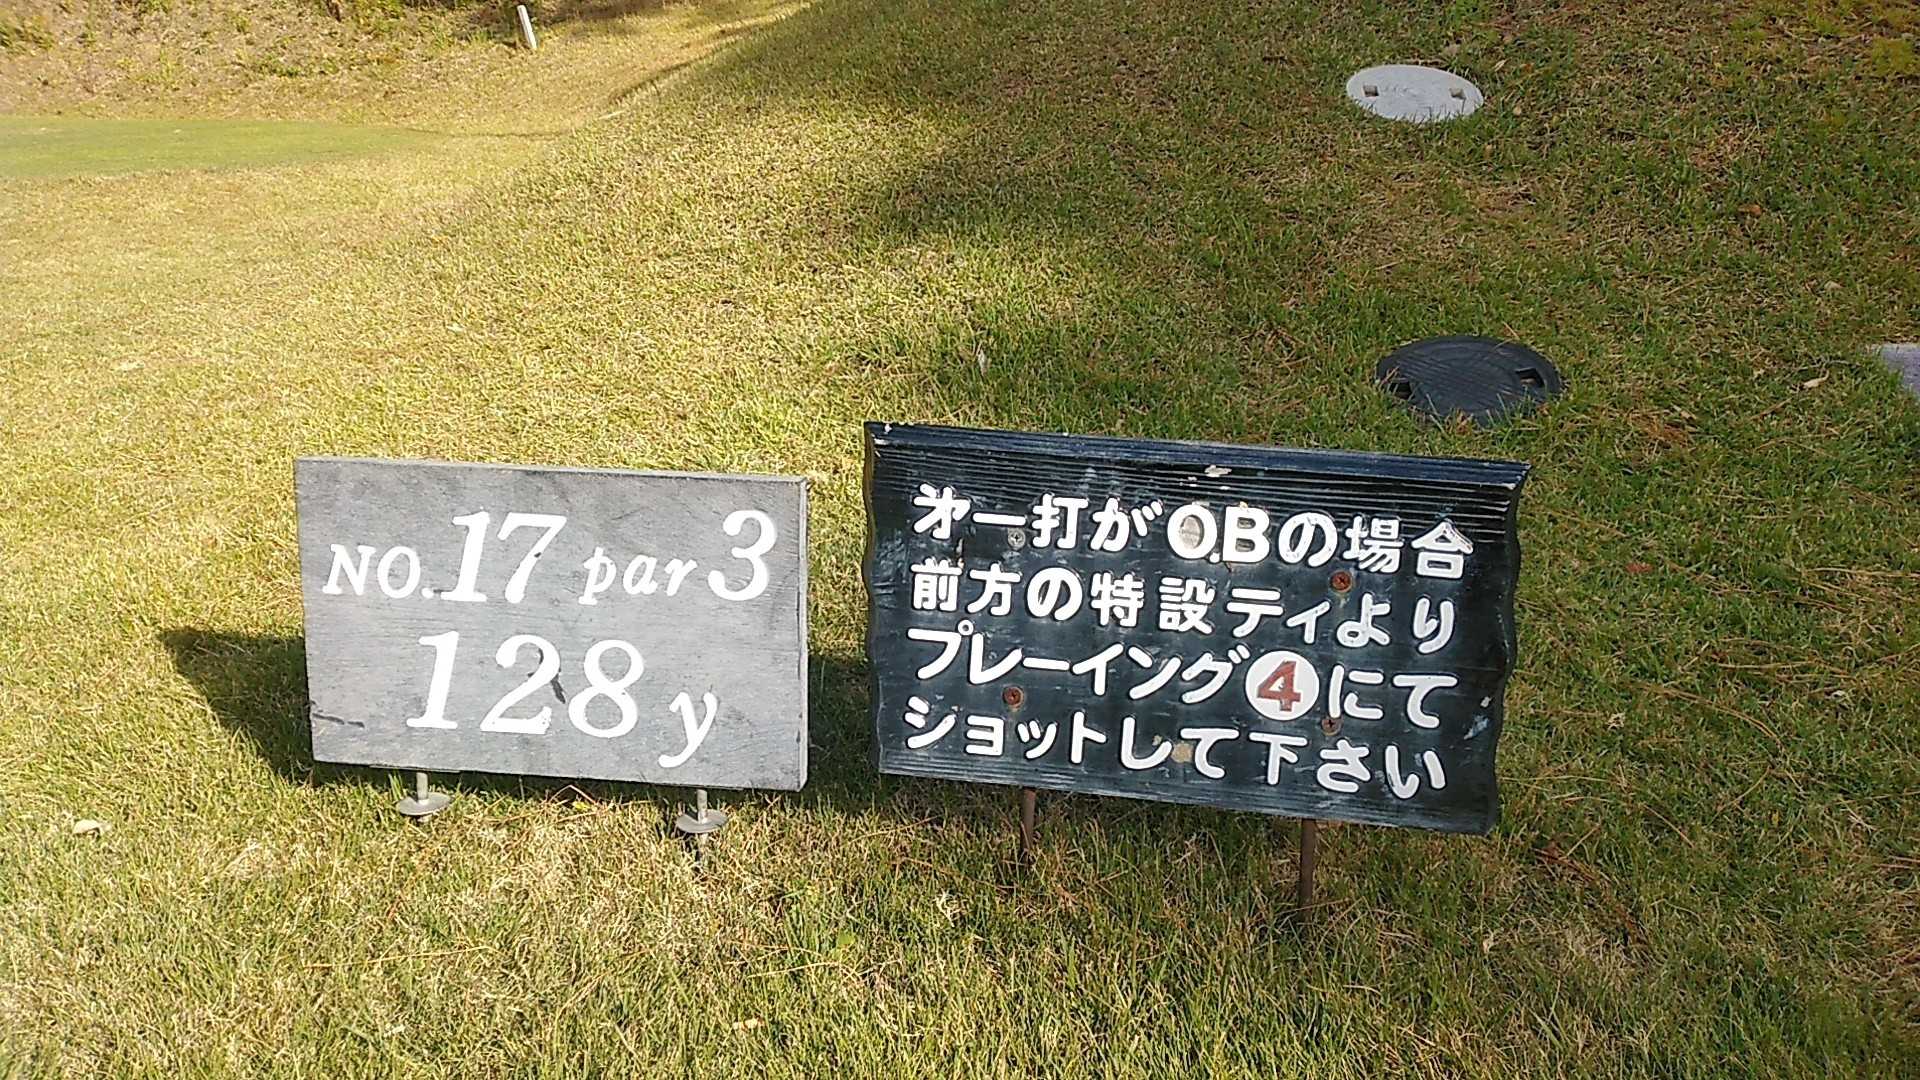 NO.17 par 3
128y
㐧一打がO.Bの場合
前方の特設ティより
プレーイング④にて
ショットして下さい